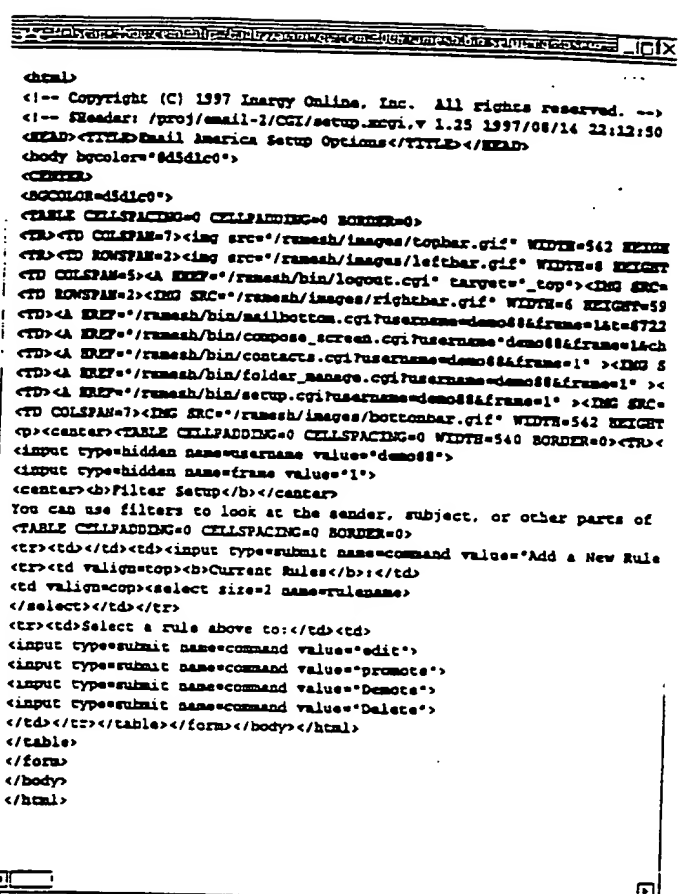 <html>
<!-- Copyright (C) 1997 Inargy Online, Inc. All rights reserved. -->
<!-- $Header: /proj/email-2/CGI/setup.xcgi,v 1.25 1997/08/14 22:12:50
<HEAD><TITLE>Email America Setup Options</TITLE></HEAD>
<body bgcolor="#d5d1c0">
<CENTER>
<BGCOLOR=d5d1c0">
<TABLE CELLSPACING=0 CELLPADDING=0 BORDER=0>
<TR><TD COLSPAN=7><img src="/ramesh/images/topbar.gif" WIDTH=562 HEIGH
<TR><TD ROWSPAN=2><img src="/ramesh/images/leftbar.gif" WIDTH=8 HEIGHT
<TD COLSPAN=5><A HREF="/ramesh/bin/logout.cgi" target="_top"><IMG SRC=
<TD ROWSPAN=2><IMG SRC="/ramesh/images/rightbar.gif" WIDTH=6 HEIGHT=59
<TD><A HREF="/ramesh/bin/mailbottom.cgi?username=demo88&frame=1&t=8722
<TD><A HREF="/ramesh/bin/compose_screen.cgi?username=demo88&frame=1&ch
<TD><A HREF="/ramesh/bin/contacts.cgi?username=demo88&frame=1" ><IMG S
<TD><A HREF="/ramesh/bin/folder_manage.cgi?username=demo88&frame=1" ><
<TD><A HREF="/ramesh/bin/setup.cgi?username=demo88&frame=1" ><IMG SRC=
<TD COLSPAN=7><IMG SRC="/ramesh/images/bottonbar.gif" WIDTH=562 HEIGHT
<p><center><TABLE CELLPADDING=0 CELLSPACING=0 WIDTH=540 BORDER=0><TR><
<input type=hidden name=username value="demo88">
<input type=hidden name=frame value="1">
<center><b>Filter Setup</b></center>
You can use filters to look at the sender, subject, or other parts of
<TABLE CELLPADDING=0 CELLSPACING=0 BORDER=0>
<tr><td></td><td><input type=submit name=command value="Add a New Rule
<tr><td valign=top><b>Current Rules</b>:</td>
<td valign=top><select size=2 name=rulename>
</select></td></tr>
<tr><td>Select a rule above to:</td><td>
<input type=submit name=command value="edit">
<input type=submit name=command value="promote">
<input type=submit name=command value="Demote">
<input type=submit name=command value="Delete">
</td></tr></table></form></body></html>
</table>
</form>
</body>
</html>